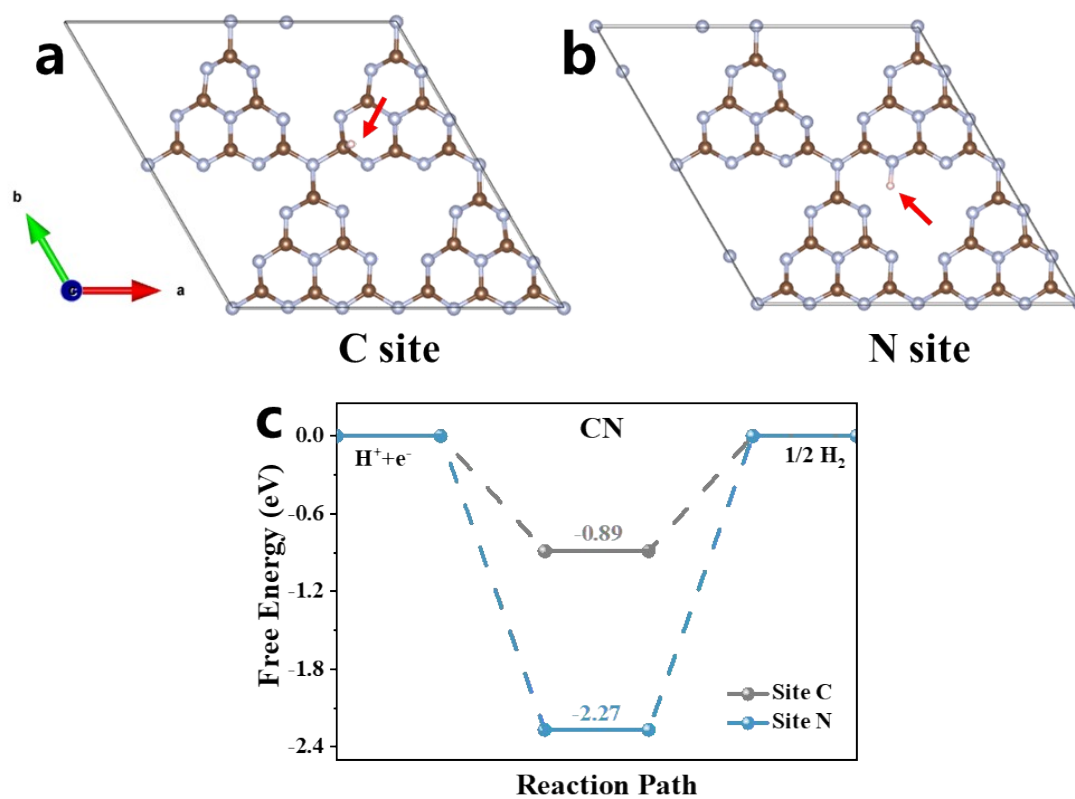 a
b
b
c
a
C site
N site
c
CN
0.0
H⁺+e⁻
1/2 H₂
-0.6
-0.89
-1.2
-1.8
-2.27
-2.4
Free Energy (eV)
Site C
Site N
Reaction Path